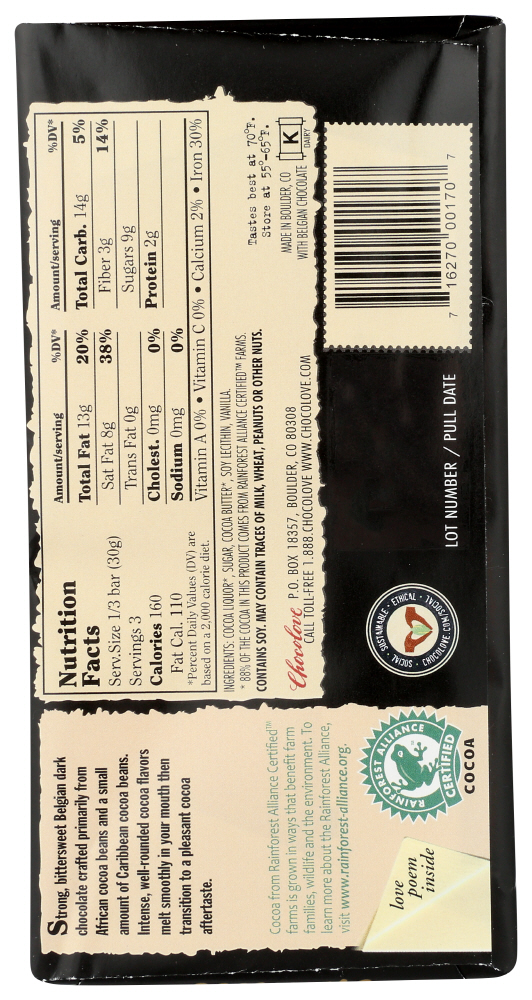 Strong, bittersweet Belgian dark
chocolate crafted primarily from
African cocoa beans and a small
amount of Caribbean cocoa beans.
Intense, well-rounded cocoa flavors
melt smoothly in your mouth then
transition to a pleasant cocoa
aftertaste.
Cocoa from Rainforest Alliance Certified™
farms is grown in ways that benefit farm
families, wildlife and the environment. To
learn more about the Rainforest Alliance,
visit www.rainforest-alliance.org.
love
poem
inside
RAINFOREST ALLIANCE
CERTIFIED
COCOA
Nutrition
Facts
Serv.Size 1/3 bar (30g)
Servings 3
Calories 160
Fat Cal. 110
*Percent Daily Values (DV) are
based on a 2,000 calorie diet.
Amount/serving %DV*
Total Fat 13g 20%
Sat Fat 8g 38%
Trans Fat 0g
Cholest. 0mg 0%
Sodium 0mg 0%
Amount/serving %DV*
Total Carb. 14g 5%
Fiber 3g 14%
Sugars 9g
Protein 2g
Vitamin A 0% • Vitamin C 0% • Calcium 2% • Iron 30%
INGREDIENTS: COCOA LIQUOR*, SUGAR, COCOA BUTTER*, SOY LECITHIN, VANILLA.
* 88% OF THE COCOA IN THIS PRODUCT COMES FROM RAINFOREST ALLIANCE CERTIFIED™ FARMS.
CONTAINS SOY. MAY CONTAIN TRACES OF MILK, WHEAT, PEANUTS OR OTHER NUTS.
Chocolove P.O. BOX 18357, BOULDER, CO 80308
CALL TOLL-FREE 1.888.CHOCOLOVE WWW.CHOCOLOVE.COM
Tastes best at 70°F.
Store at 55°-65°F.
MADE IN BOULDER, CO
WITH BELGIAN CHOCOLATE
K
DAIRY
SOCIAL · SUSTAINABLE · ETHICAL ·
CHOCOLOVE.COM/SOCIAL
LOT NUMBER / PULL DATE
7 16270 00170 7